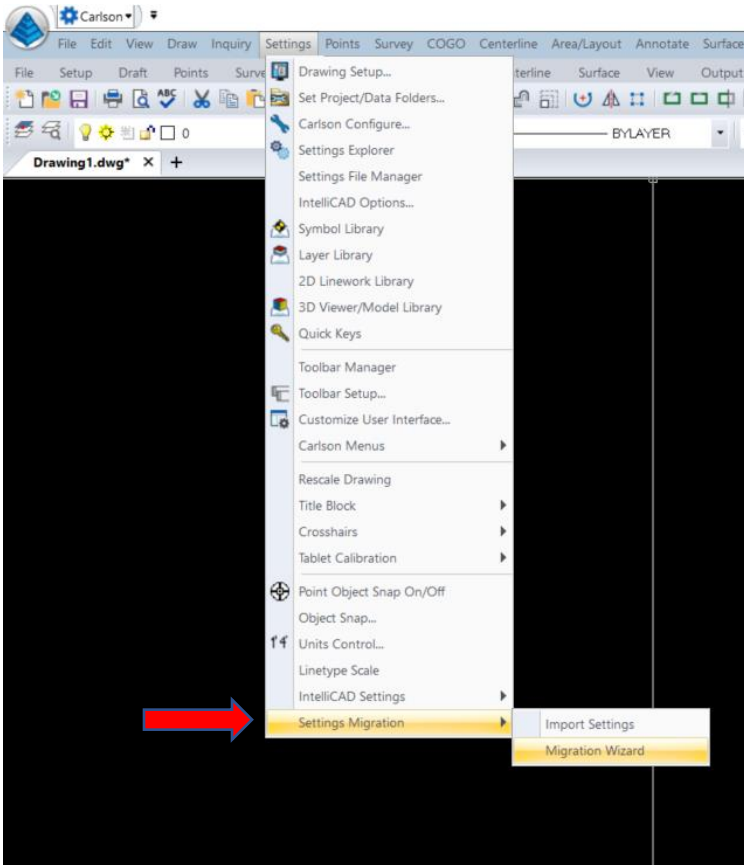 Carlson
File Edit View Draw Inquiry Settings Points Survey COGO Centerline Area/Layout Annotate Surface
File Setup Draft Points View Output Surface
ABC
0
BYLAYER
Drawing1.dwg* X +
Drawing Setup...
Set Project/Data Folders...
Carlson Configure...
Settings Explorer
Settings File Manager
IntelliCAD Options...
Symbol Library
Layer Library
2D Linework Library
3D Viewer/Model Library
Quick Keys
Toolbar Manager
Toolbar Setup...
Customize User Interface...
Carlson Menus
Rescale Drawing
Title Block
Crosshairs
Tablet Calibration
Point Object Snap On/Off
Object Snap...
Units Control...
Linetype Scale
IntelliCAD Settings
Settings Migration
Import Settings
Migration Wizard